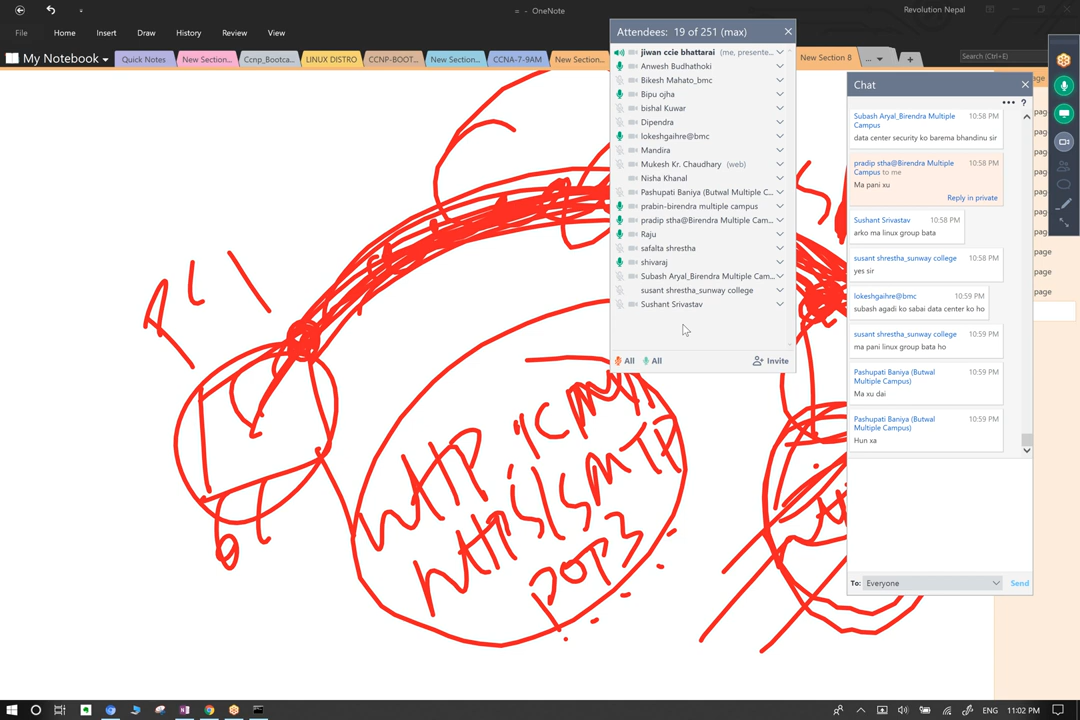 = - OneNote
Revolution Nepal
File
Home
Insert
Draw
History
Review
View
My Notebook
Quick Notes
New Section...
Ccnp_Bootca...
LINUX DISTRO
CCNP-BOOT...
New Section...
CCNA-7-9AM
New Section...
New Section 8
...
Search (Ctrl+E)
Attendees: 19 of 251 (max)
jiwan ccie bhattarai (me, presente...
Anwesh Budhathoki
Bikesh Mahato_bmc
Bipu ojha
bishal Kuwar
Dipendra
lokeshgaihre@bmc
Mandira
Mukesh Kr. Chaudhary (web)
Nisha Khanal
Pashupati Baniya (Butwal Multiple C...
prabin-birendra multiple campus
pradip stha@Birendra Multiple Cam...
Raju
safalta shrestha
shivaraj
Subash Aryal_Birendra Multiple Cam...
susant shrestha_sunway college
Sushant Srivastav
All
All
Invite
Chat
Subash Aryal_Birendra Multiple
Campus
10:58 PM
data center security ko barema bhandinu sir
pradip stha@Birendra Multiple
Campus to me
10:58 PM
Ma pani xu
Reply in private
Sushant Srivastav
10:58 PM
arko ma linux group bata
susant shrestha_sunway college
10:58 PM
yes sir
lokeshgaihre@bmc
10:59 PM
subash agadi ko sabai data center ko ho
susant shrestha_sunway college
10:59 PM
ma pani linux group bata ho
Pashupati Baniya (Butwal
Multiple Campus)
10:59 PM
Ma xu dai
Pashupati Baniya (Butwal
Multiple Campus)
10:59 PM
Hun xa
To:
Everyone
Send
page
page
page
page
page
page
page
page
page
POP3
ENG
11:02 PM